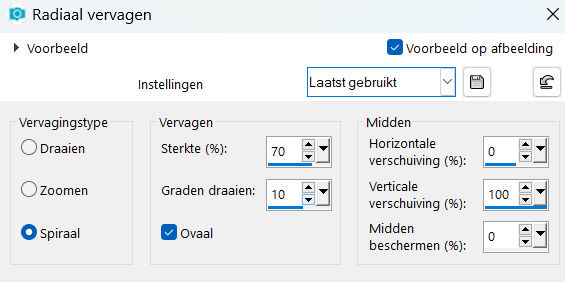 Radiaal vervagen
Voorbeeld
Voorbeeld op afbeelding
Instellingen
Laatst gebruikt
Vervagingstype
Draaien
Zoomen
Spiraal
Vervagen
Sterkte (%): 70
Graden draaien: 10
Ovaal
Midden
Horizontale
verschuiving (%): 0
Verticale
verschuiving (%): 100
Midden
beschermen (%): 0